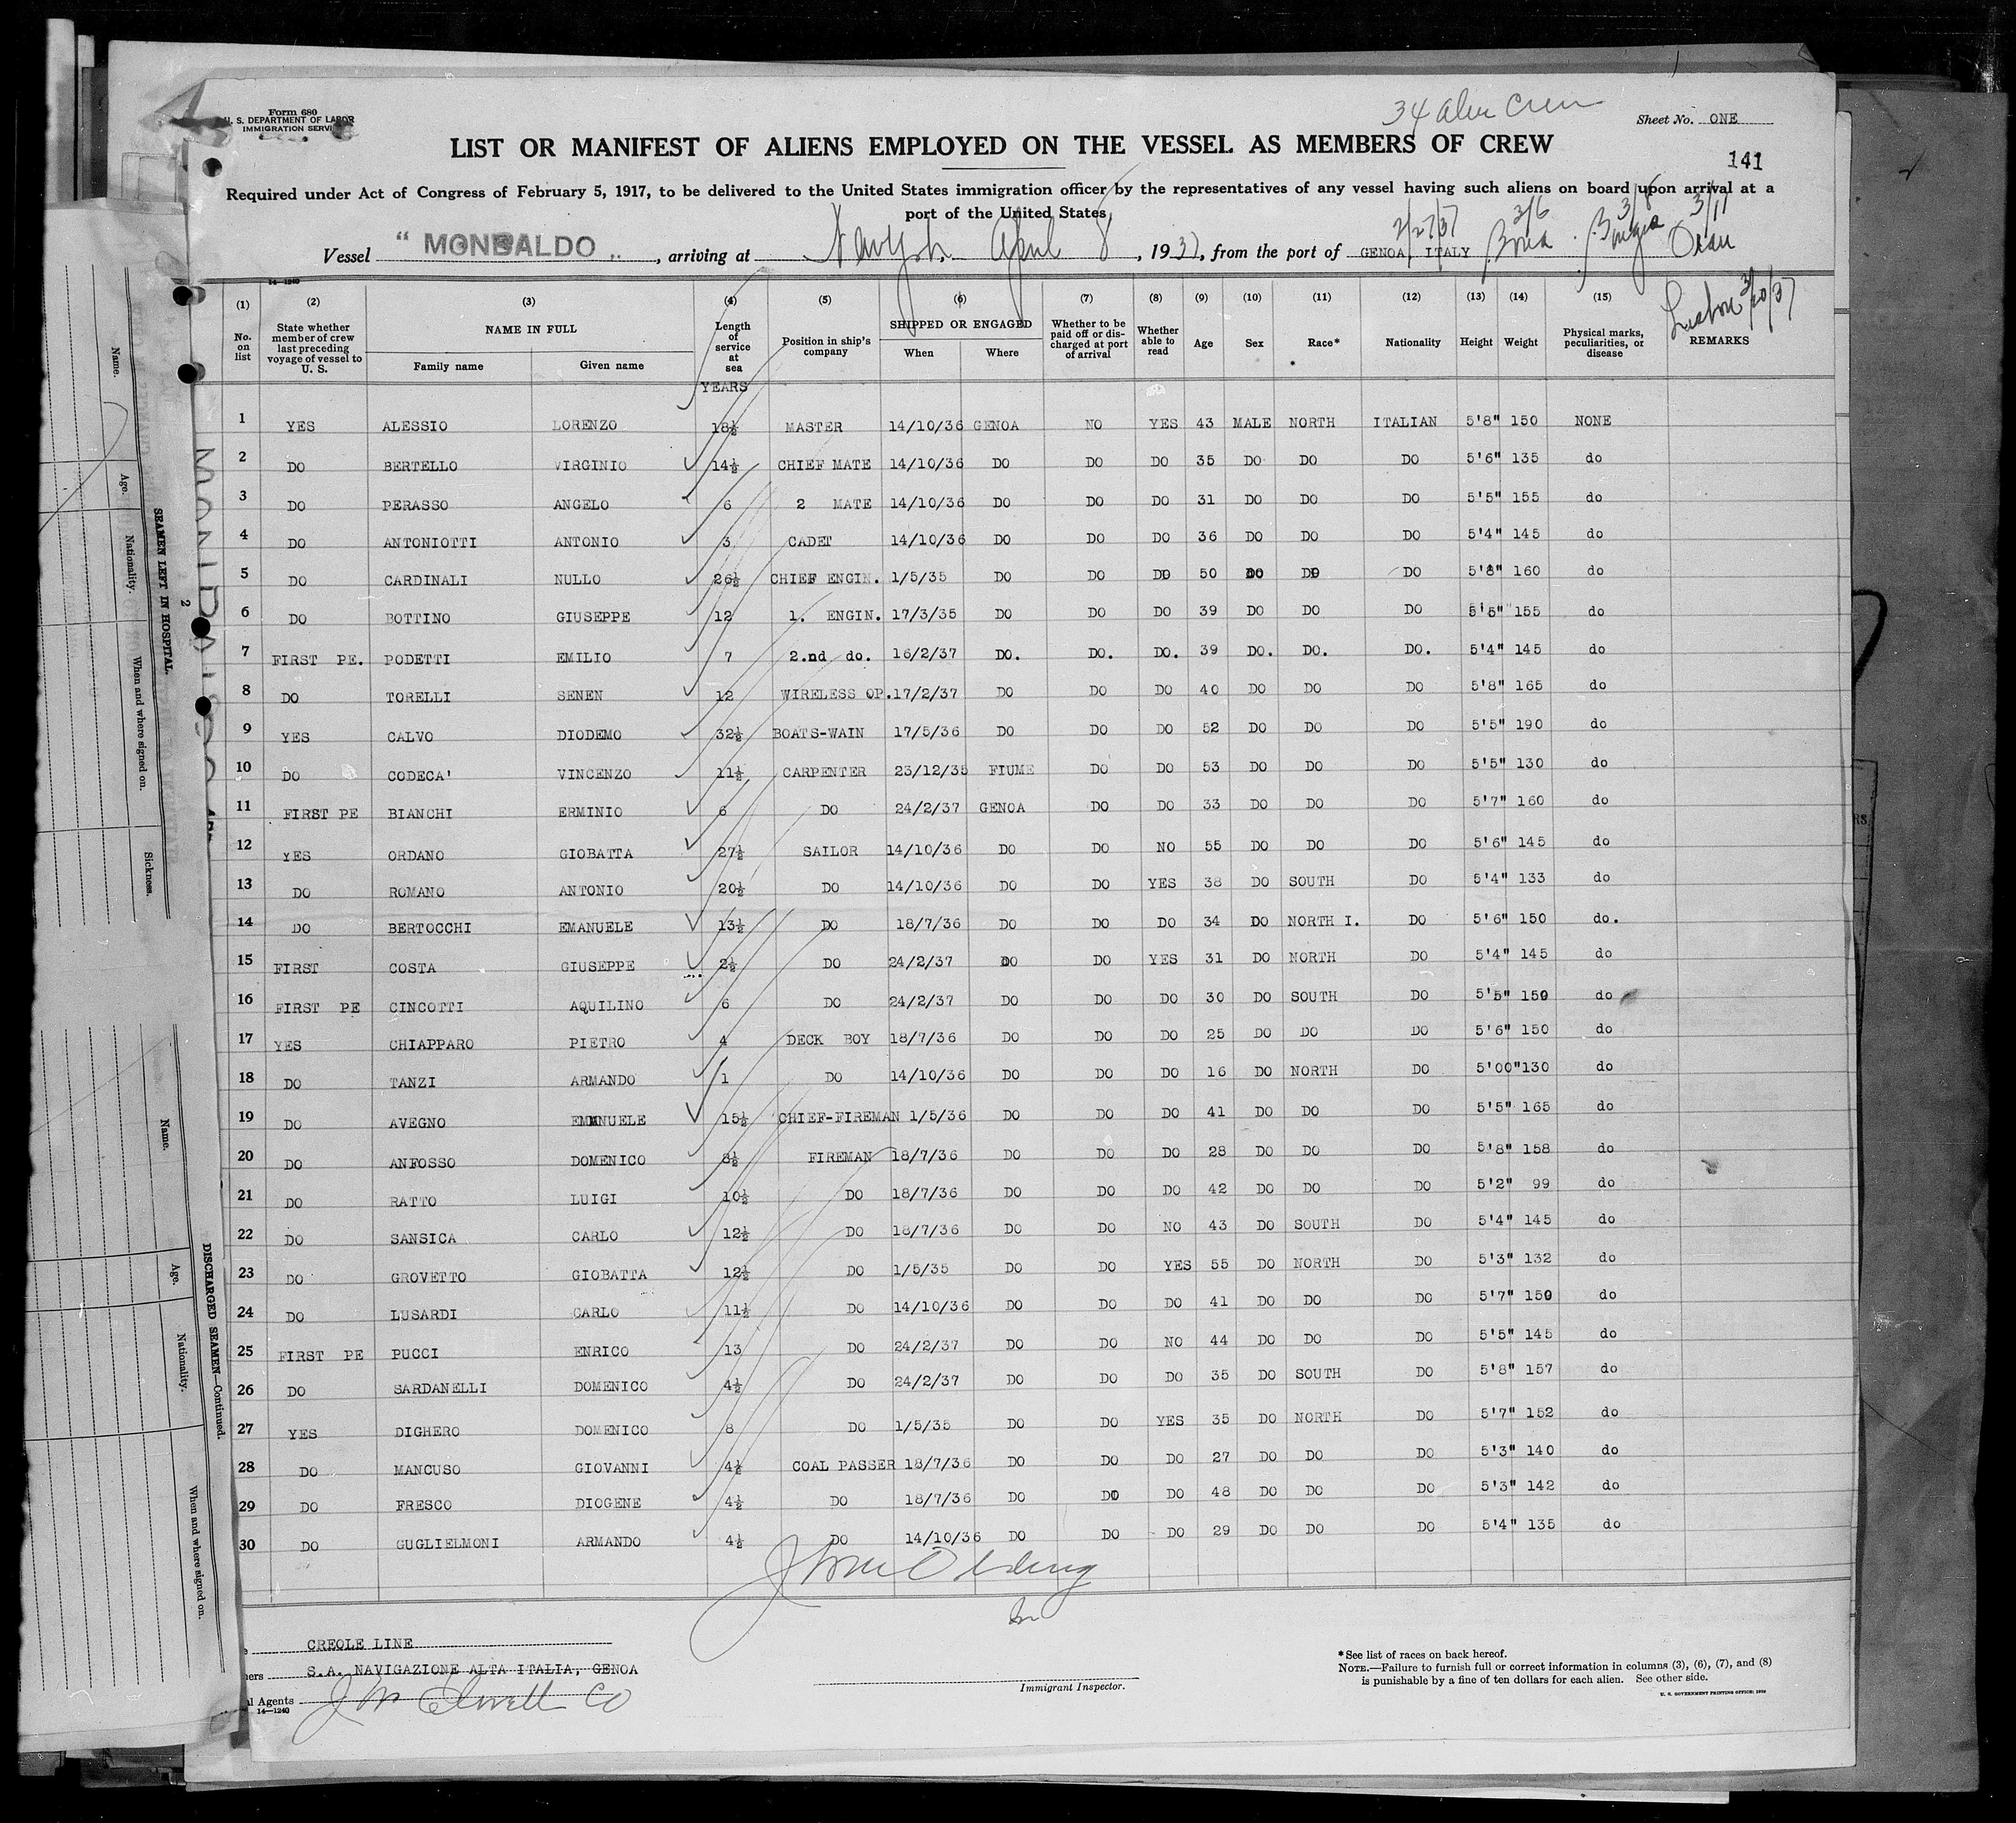 34 alien Crew
Form 680
U. S. DEPARTMENT OF LABOR
IMMIGRATION SERVICE
Sheet No. ONE
LIST OR MANIFEST OF ALIENS EMPLOYED ON THE VESSEL AS MEMBERS OF CREW
141
Required under Act of Congress of February 5, 1917, to be delivered to the United States immigration officer by the representatives of any vessel having such aliens on board upon arrival at a
port of the United States
2/27/37 3/6 3/8 3/11
Vessel " MONBALDO ", arriving at New York, April 8, 1937, from the port of GENOA, ITALY Bona Bougia Oran
Lisbon 3/20/37
14—1240
(1) (2) (3) (4) (5) (6) (7) (8) (9) (10) (11) (12) (13) (14) (15)
No. on list State whether member of crew last preceding voyage of vessel to U. S. NAME IN FULL Family name Given name Length of service at sea Position in ship's company SHIPPED OR ENGAGED When Where Whether to be paid off or discharged at port of arrival Whether able to read Age Sex Race* Nationality Height Weight Physical marks, peculiarities, or disease REMARKS
YEARS
1 YES ALESSIO LORENZO 18½ MASTER 14/10/36 GENOA NO YES 43 MALE NORTH ITALIAN 5'8" 150 NONE
2 DO BERTELLO VIRGINIO 14½ CHIEF MATE 14/10/36 DO DO DO 35 DO DO DO 5'6" 135 do
3 DO PERASSO ANGELO 6 2 MATE 14/10/36 DO DO DO 31 DO DO DO 5'5" 155 do
4 DO ANTONIOTTI ANTONIO 3 CADET 14/10/36 DO DO DO 36 DO DO DO 5'4" 145 do
5 DO CARDINALI NULLO 26½ CHIEF ENGIN. 1/5/35 DO DO DO 50 DO DO DO 5'8" 160 do
6 DO BOTTINO GIUSEPPE 12 1. ENGIN. 17/3/35 DO DO DO 39 DO DO DO 5'5" 155 do
7 FIRST PE. PODETTI EMILIO 7 2.nd do. 16/2/37 DO. DO. DO. 39 DO. DO. DO. 5'4" 145 do
8 DO TORELLI SENEN 12 WIRELESS OP. 17/2/37 DO DO DO 40 DO DO DO 5'8" 165 do
9 YES CALVO DIODEMO 32½ BOATS-WAIN 17/5/36 DO DO DO 52 DO DO DO 5'5" 190 do
10 DO CODECA' VINCENZO 11½ CARPENTER 23/12/35 FIUME DO DO 53 DO DO DO 5'5" 130 do
11 FIRST PE BIANCHI ERMINIO 6 DO 24/2/37 GENOA DO DO 33 DO DO DO 5'7" 160 do
12 YES ORDANO GIOBATTA 27½ SAILOR 14/10/36 DO DO NO 55 DO DO DO 5'6" 145 do
13 DO ROMANO ANTONIO 20½ DO 14/10/36 DO DO YES 38 DO SOUTH DO 5'4" 133 do
14 DO BERTOCCHI EMANUELE 13½ DO 18/7/36 DO DO DO 34 DO NORTH I. DO 5'6" 150 do.
15 FIRST COSTA GIUSEPPE 2½ DO 24/2/37 DO DO YES 31 DO NORTH DO 5'4" 145 do
16 FIRST PE CINCOTTI AQUILINO 6 DO 24/2/37 DO DO DO 30 DO SOUTH DO 5'5" 150 do
17 YES CHIAPPARO PIETRO 4 DECK BOY 18/7/36 DO DO DO 25 DO DO DO 5'6" 150 do
18 DO TANZI ARMANDO 1 DO 14/10/36 DO DO DO 16 DO NORTH DO 5'00" 130 do
19 DO AVEGNO EMANUELE 15½ CHIEF-FIREMAN 1/5/36 DO DO DO 41 DO DO DO 5'5" 165 do
20 DO ANFOSSO DOMENICO 8½ FIREMAN 18/7/36 DO DO DO 28 DO DO DO 5'8" 158 do
21 DO RATTO LUIGI 10½ DO 18/7/36 DO DO DO 42 DO DO DO 5'2" 99 do
22 DO SANSICA CARLO 12½ DO 18/7/36 DO DO NO 43 DO SOUTH DO 5'4" 145 do
23 DO GROVETTO GIOBATTA 12½ DO 1/5/35 DO DO YES 55 DO NORTH DO 5'3" 132 do
24 DO LUSARDI CARLO 11½ DO 14/10/36 DO DO DO 41 DO DO DO 5'7" 150 do
25 FIRST PE PUCCI ENRICO 13 DO 24/2/37 DO DO NO 44 DO DO DO 5'5" 145 do
26 DO SARDANELLI DOMENICO 4½ DO 24/2/37 DO DO DO 35 DO SOUTH DO 5'8" 157 do
27 YES DIGHERO DOMENICO 8 DO 1/5/35 DO DO YES 35 DO NORTH DO 5'7" 152 do
28 DO MANCUSO GIOVANNI 4½ COAL PASSER 18/7/36 DO DO DO 27 DO DO DO 5'3" 140 do
29 DO FRESCO DIOGENE 4½ DO 18/7/36 DO DO DO 48 DO DO DO 5'3" 142 do
30 DO GUGLIELMONI ARMANDO 4½ DO 14/10/36 DO DO DO 29 DO DO DO 5'4" 135 do
CREOLE LINE
S.A. NAVIGAZIONE ALTA ITALIA, GENOA
l Agents J W Elwell Co
14—1240
Immigrant Inspector.
*See list of races on back hereof.
NOTE.—Failure to furnish full or correct information in columns (3), (6), (7), and (8)
is punishable by a fine of ten dollars for each alien. See other side.
U. S. GOVERNMENT PRINTING OFFICE
SEAMEN LEFT IN HOSPITAL.
2
Name. Age. Nationality. When and where signed on. Sickness.
DISCHARGED SEAMEN—Continued.
Name. Age. Nationality. When and where signed on.